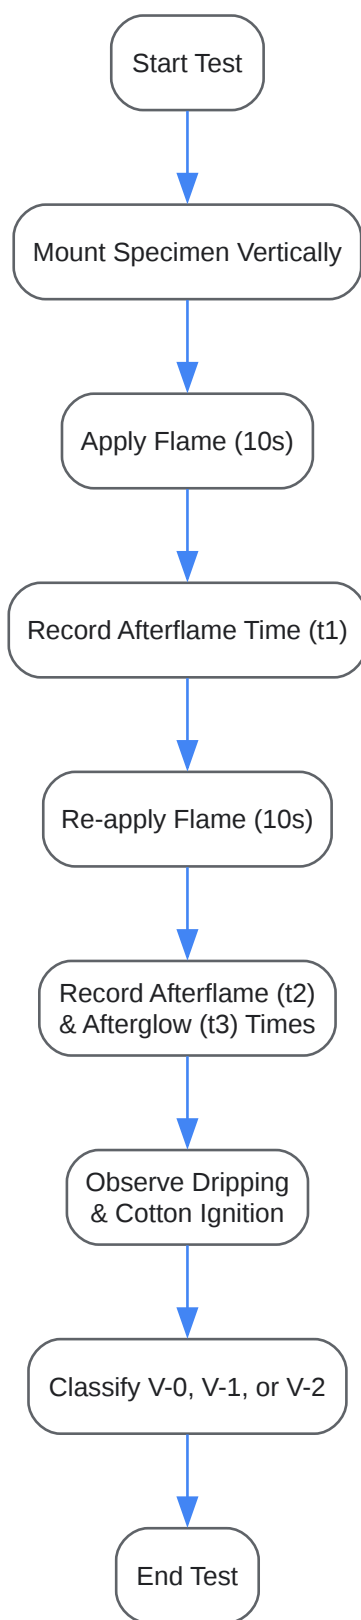 Start Test
Mount Specimen Vertically
Apply Flame (10s)
Record Afterflame Time (t1)
Re-apply Flame (10s)
Record Afterflame (t2)
& Afterglow (t3) Times
Observe Dripping
& Cotton Ignition
Classify V-0, V-1, or V-2
End Test